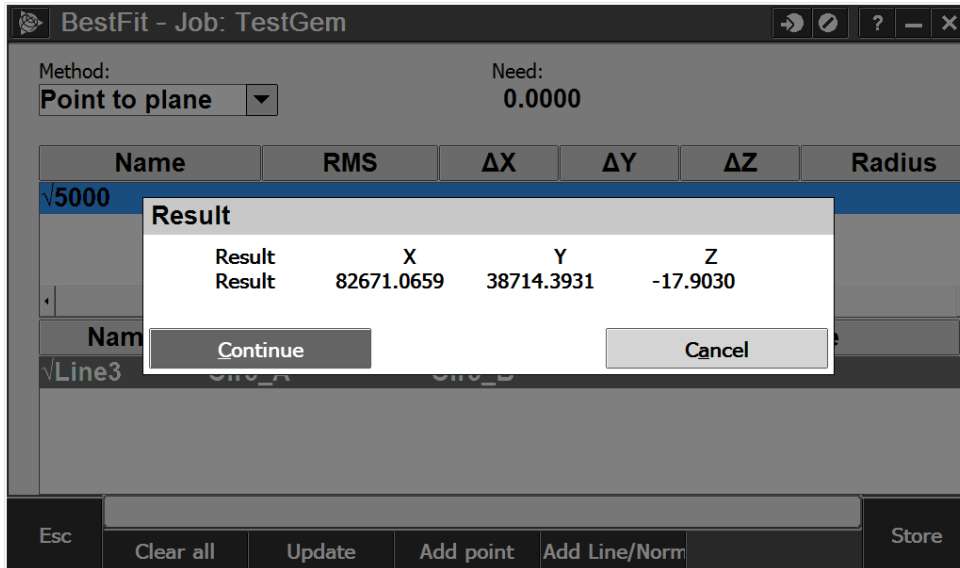 BestFit - Job: TestGem ? — ×
Method: Need:
Point to plane 0.0000
Name RMS ΔX ΔY ΔZ Radius
√5000
Result
Result X Y Z
Result 82671.0659 38714.3931 -17.9030
Nam
Continue Cancel
√Line3
Esc Store
Clear all Update Add point Add Line/Norm